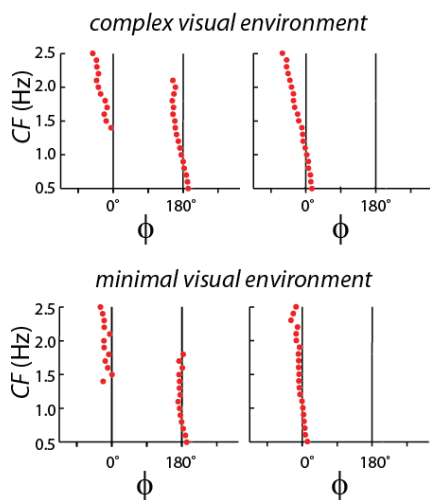 complex visual environment
2.5
2.0
1.5
1.0
0.5
CF (Hz)
0° 180° 0° 180°
ϕ ϕ
minimal visual environment
2.5
2.0
1.5
1.0
0.5
CF (Hz)
0° 180° 0° 180°
ϕ ϕ